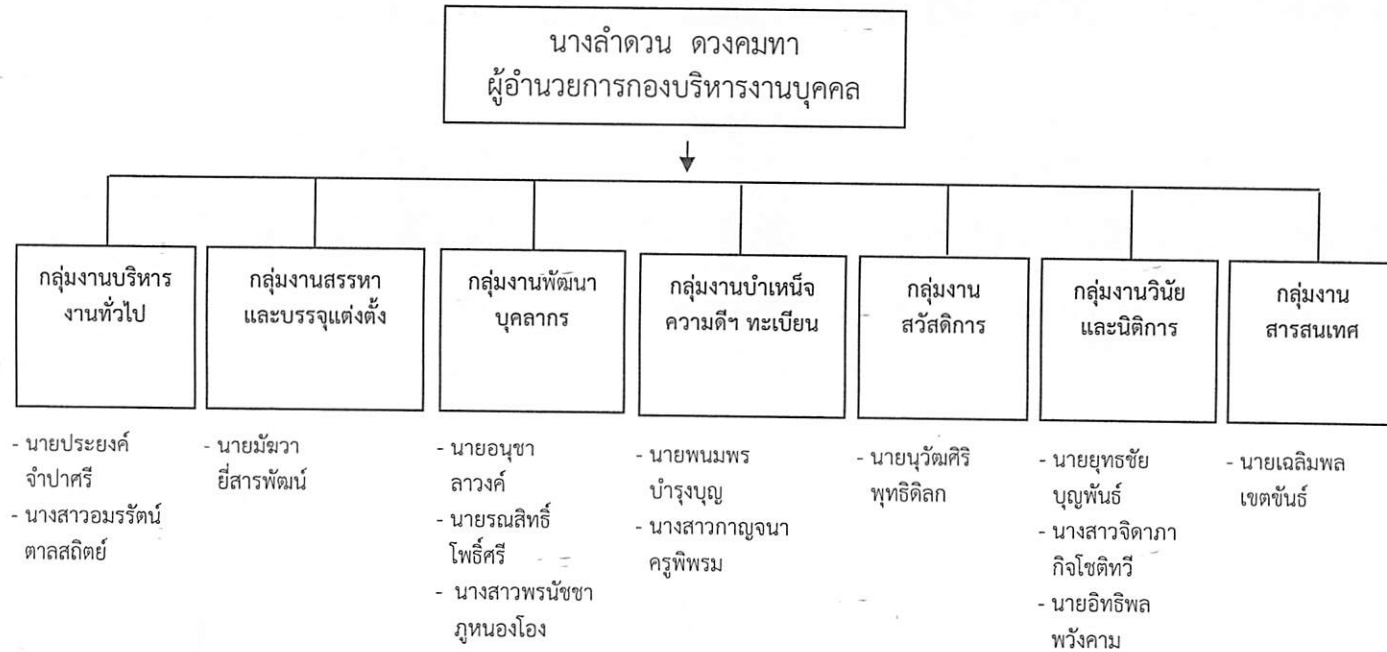 นางลำดวน ดวงคมทา
ผู้อำนวยการกองบริหารงานบุคคล
กลุ่มงานบริหาร
งานทั่วไป
- นายประยงค์
จำปาศรี
- นางสาวอมรรัตน์
ตาลสถิตย์
กลุ่มงานสรรหา
และบรรจุแต่งตั้ง
- นายมัฆวา
ยี่สารพัฒน์
กลุ่มงานพัฒนา
บุคลากร
- นายอนุชา
ลาวงค์
- นายรณสิทธิ์
โพธิ์ศรี
- นางสาวพรนัชชา
ภูหนองโอง
กลุ่มงานบำเหน็จ
ความดีฯ ทะเบียน
- นายพนมพร
บำรุงบุญ
- นางสาวกาญจนา
ครูพิพรม
กลุ่มงาน
สวัสดิการ
- นายนุวัฒศิริ
พุทธิดิลก
กลุ่มงานวินัย
และนิติการ
- นายยุทธชัย
บุญพันธ์
- นางสาวจิดาภา
กิจโชติทวี
- นายอิทธิพล
พวังคาม
กลุ่มงาน
สารสนเทศ
- นายเฉลิมพล
เขตขันธ์